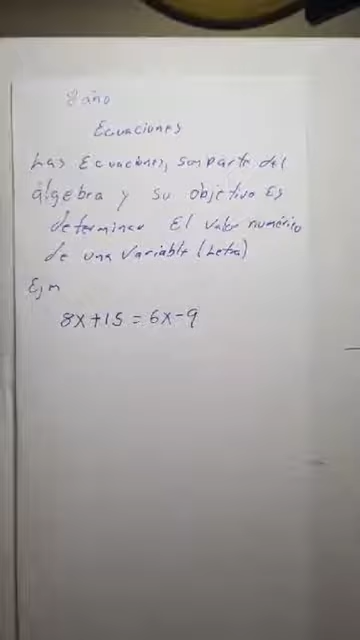 8 año
Ecuaciones
Las Ecuaciones, son parte del
álgebra y su objetivo Es
determinar El valor numérico
de una variable (Letra)
Ejm
8x+15=6x-9